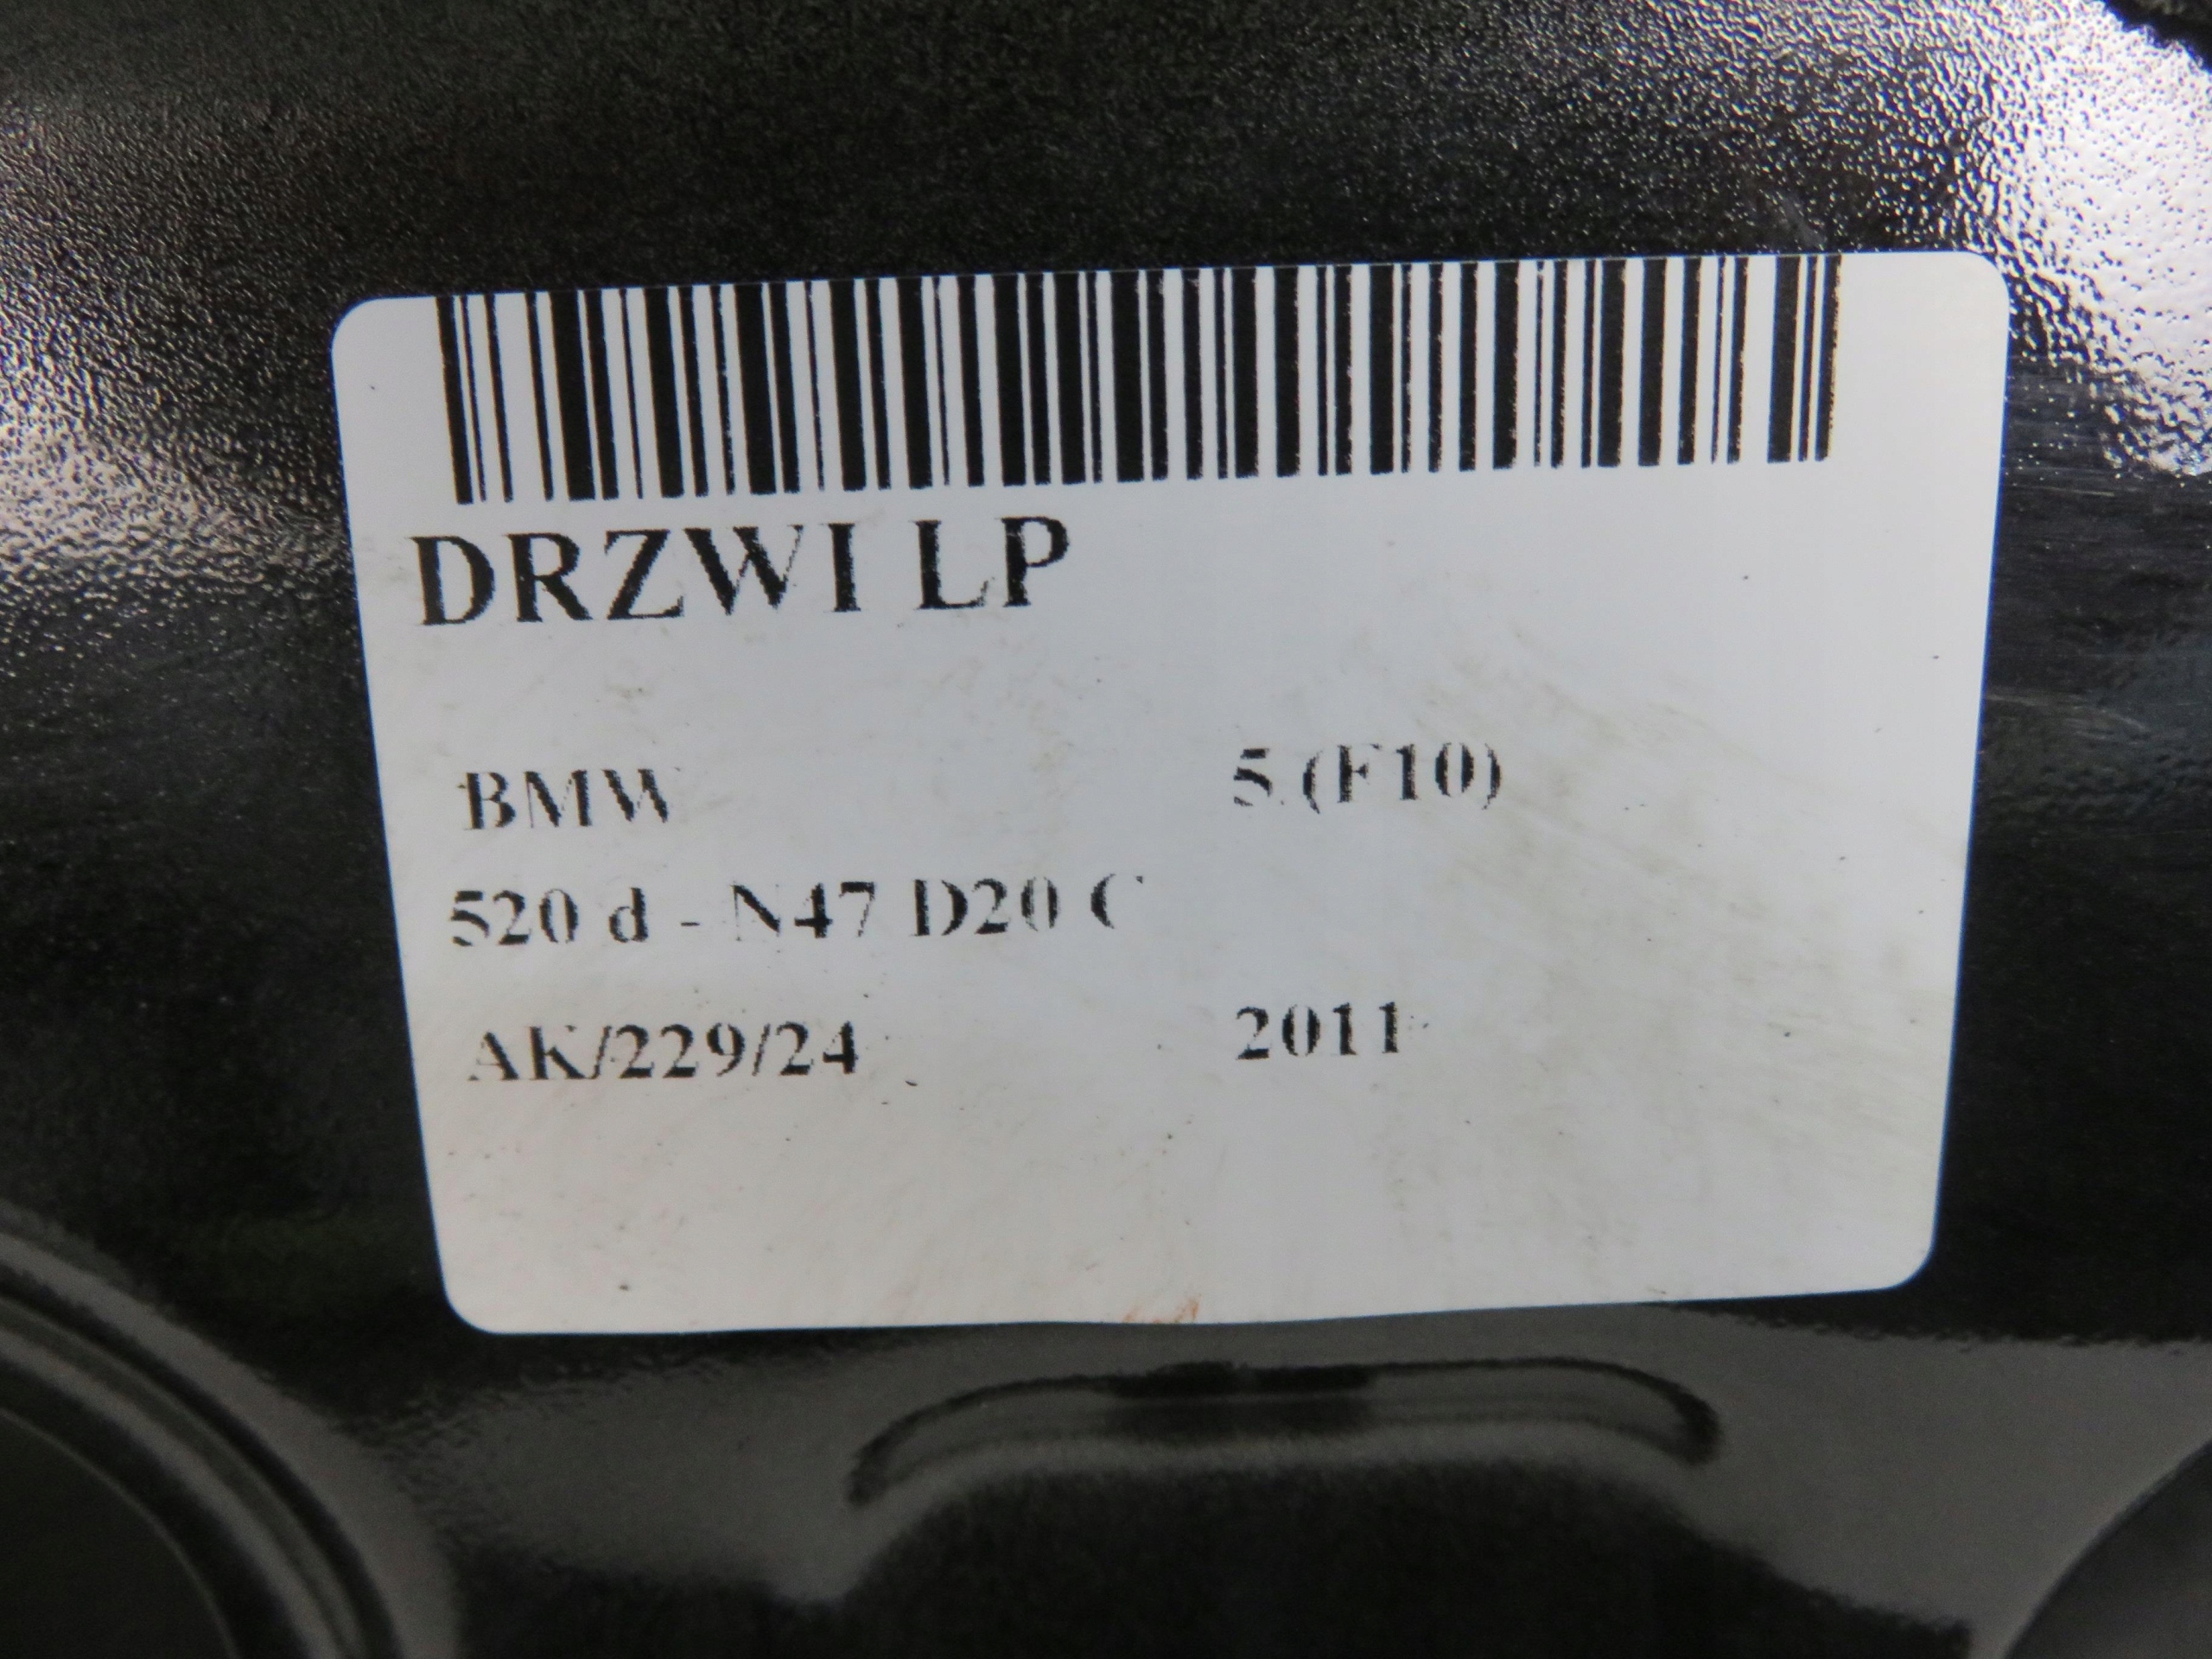 DRZWI LP
BMW 5 (F10)
520 d - N47 D20 C
AK/229/24 2011